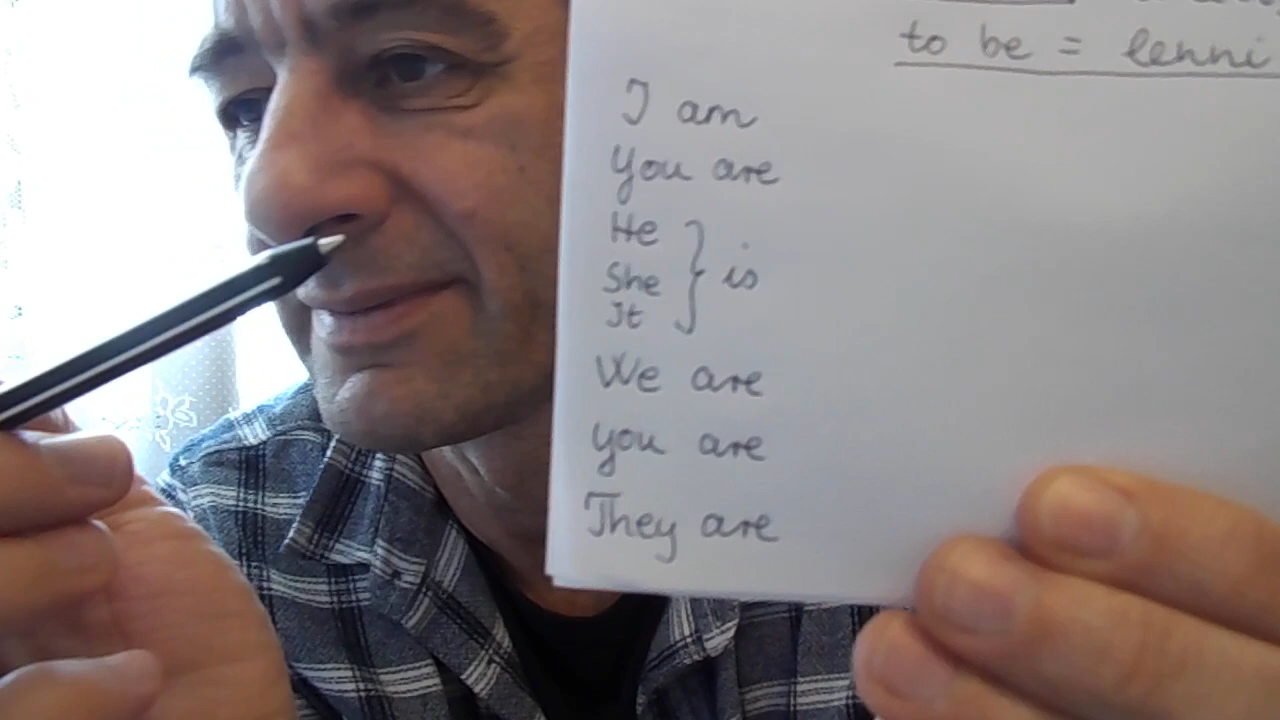 to be = lenni
I am
You are
He
She } is
It
We are
you are
They are